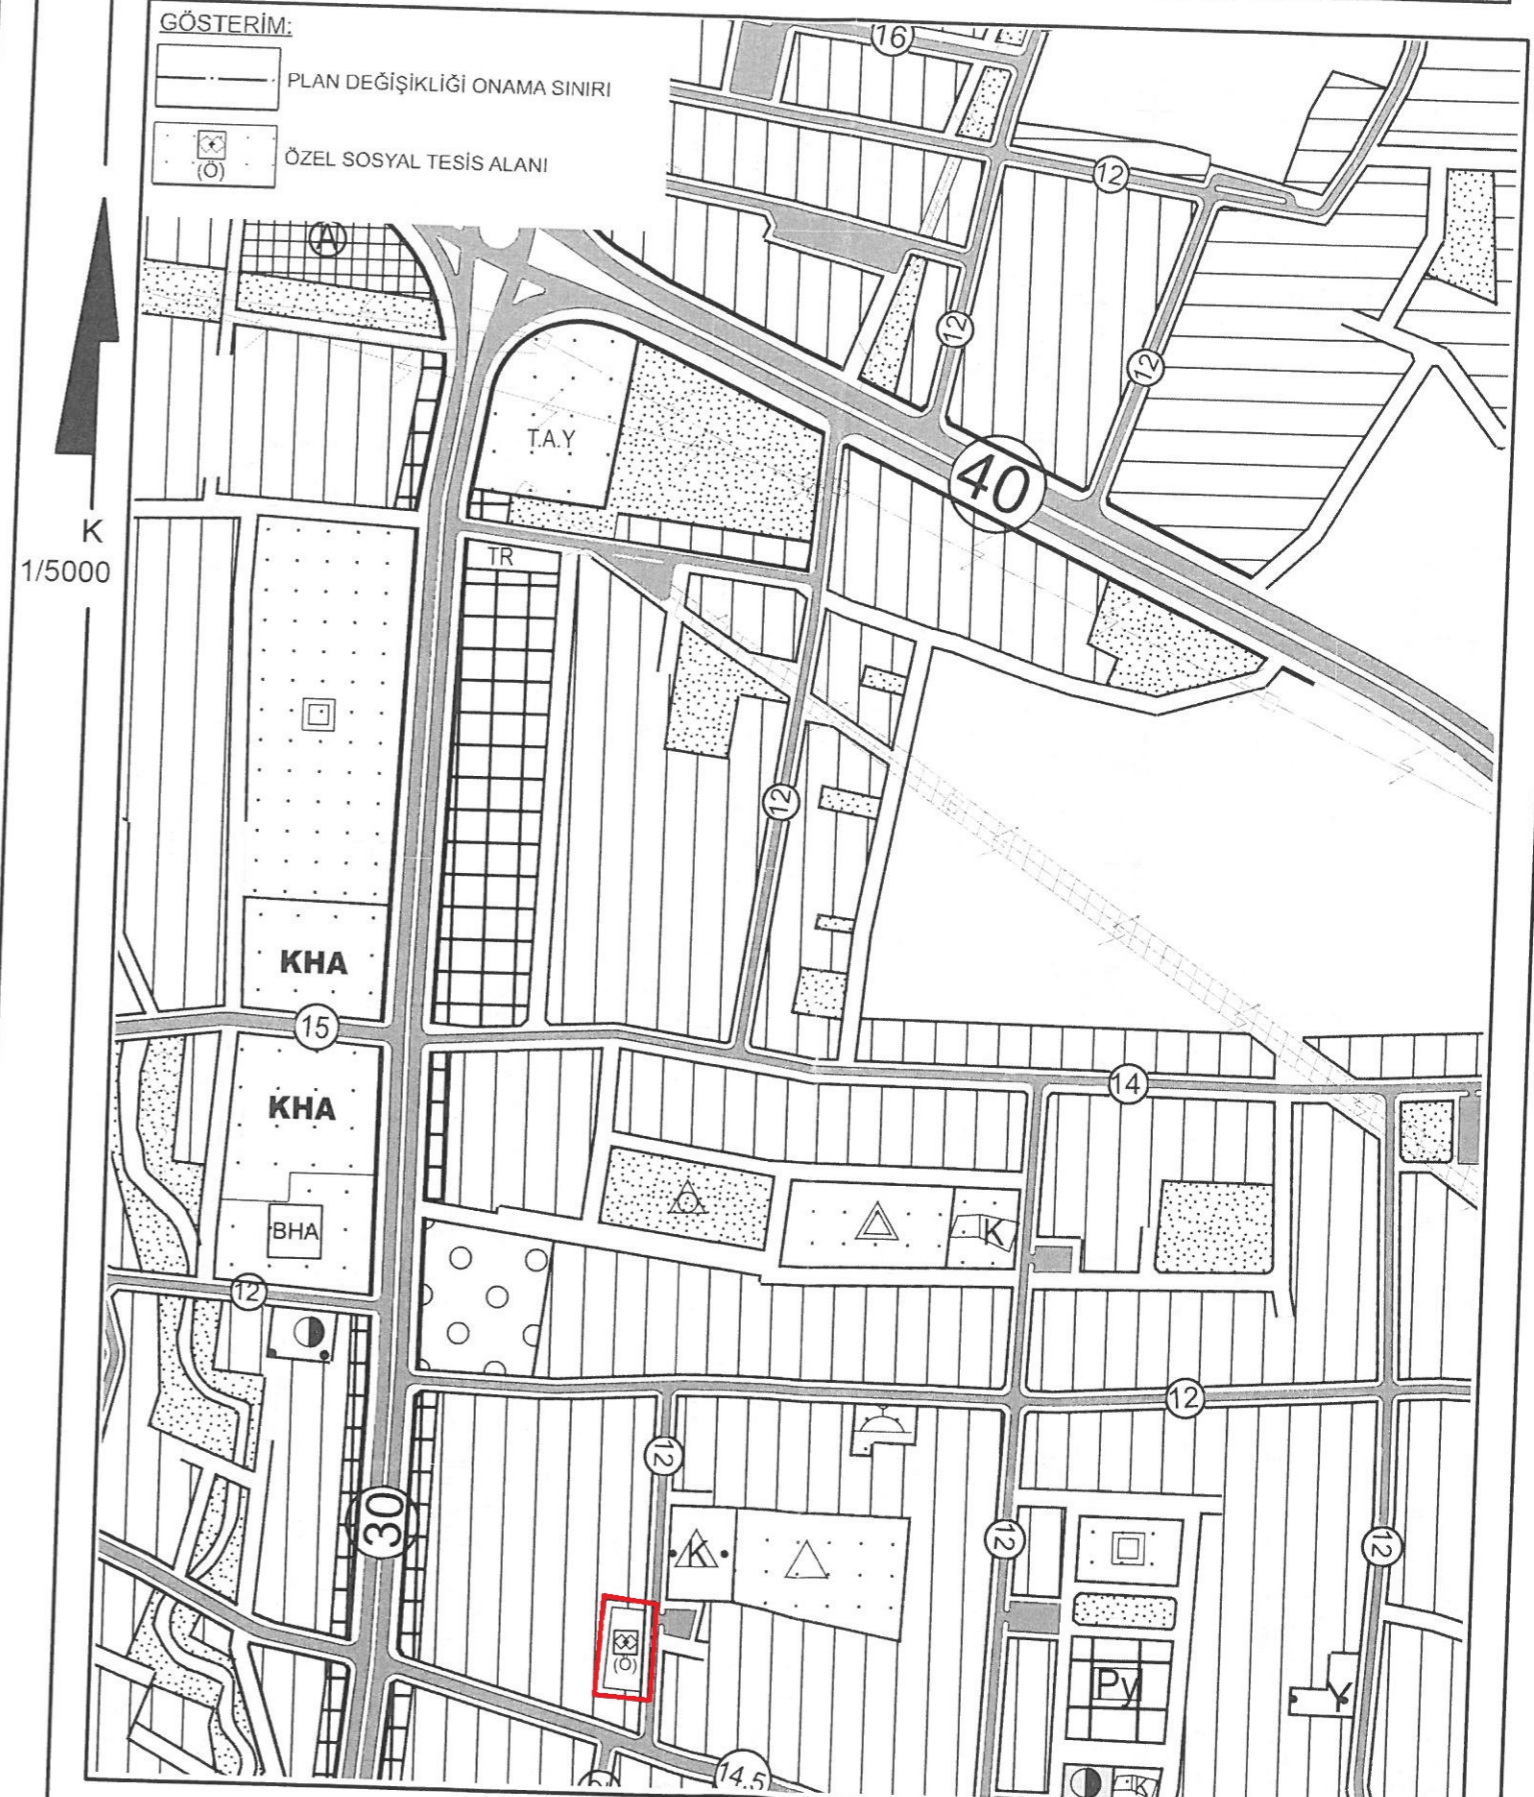 GÖSTERİM:
PLAN DEĞİŞİKLİĞİ ONAMA SINIRI
(Ö)
ÖZEL SOSYAL TESİS ALANI
16
12
A
12
12
T.A.Y
40
K
1/5000
TR
12
KHA
15
14
KHA
K
BHA
12
12
12
30
K
12
12
(Ö)
Py
Y
14.5
K